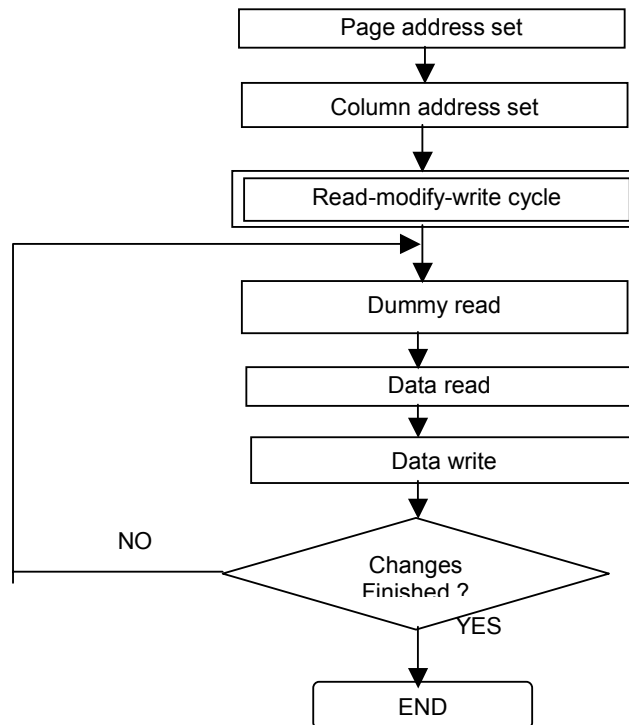 Page address set
Column address set
Read-modify-write cycle
Dummy read
Data read
Data write
NO
Changes
Finished ?
YES
END